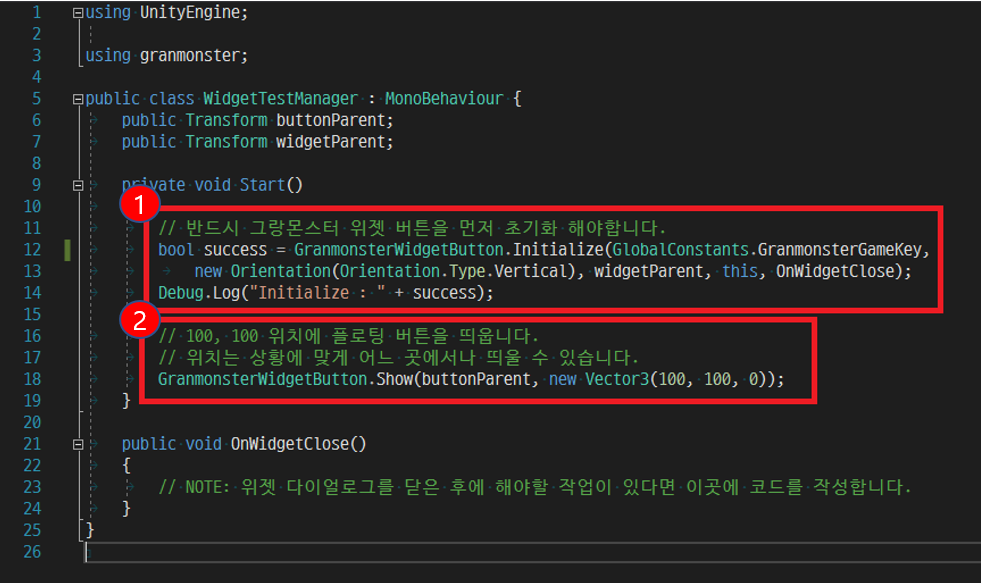 1 using UnityEngine;
2
3 using granmonster;
4
5 public class WidgetTestManager : MonoBehaviour {
6 public Transform buttonParent;
7 public Transform widgetParent;
8
9 private void Start()
10
1
11 // 반드시 그랑몬스터 위젯 버튼을 먼저 초기화 해야합니다.
12 bool success = GranmonsterWidgetButton.Initialize(GlobalConstants.GranmonsterGameKey,
13 new Orientation(Orientation.Type.Vertical), widgetParent, this, OnWidgetClose);
14 Debug.Log("Initialize : " + success);
15
2
16 // 100, 100 위치에 플로팅 버튼을 띄웁니다.
17 // 위치는 상황에 맞게 어느 곳에서나 띄울 수 있습니다.
18 GranmonsterWidgetButton.Show(buttonParent, new Vector3(100, 100, 0));
19 }
20
21 public void OnWidgetClose()
22 {
23 // NOTE: 위젯 다이얼로그를 닫은 후에 해야할 작업이 있다면 이곳에 코드를 작성합니다.
24 }
25 }
26